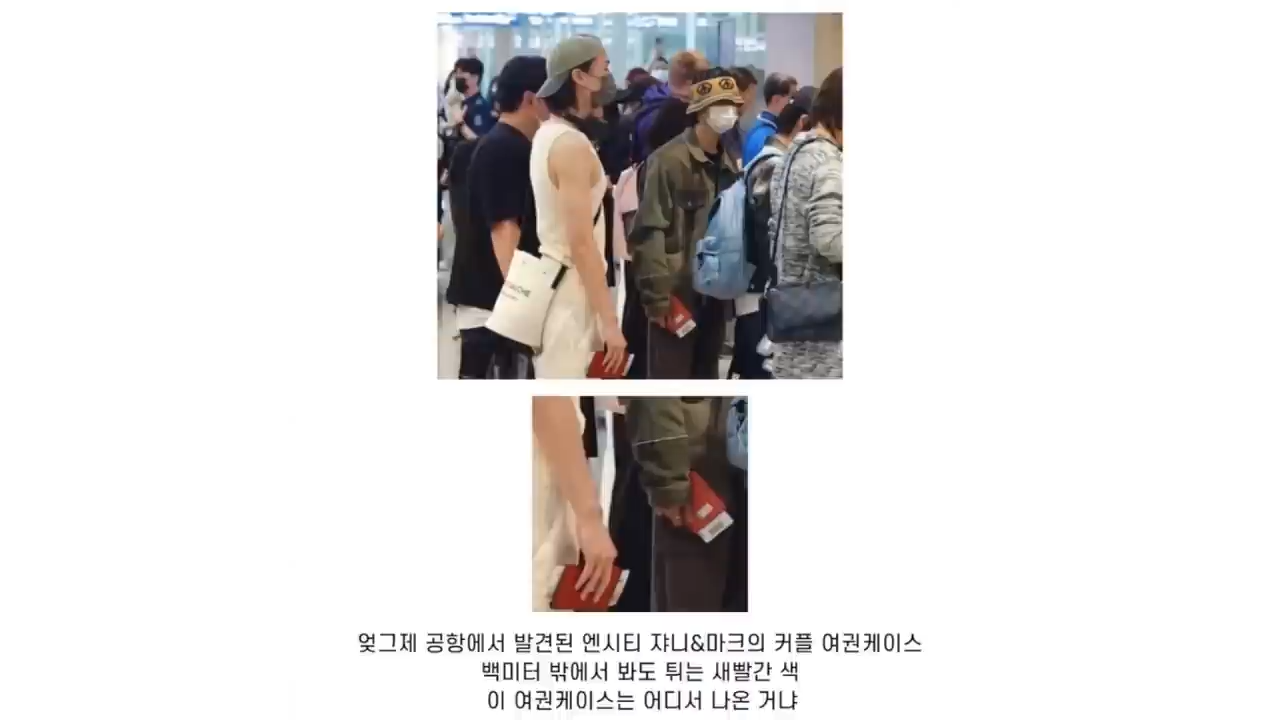 엊그제 공항에서 발견된 엔시티 쟈니&마크의 커플 여권케이스
백미터 밖에서 봐도 튀는 새빨간 색
이 여권케이스는 어디서 나온 거냐